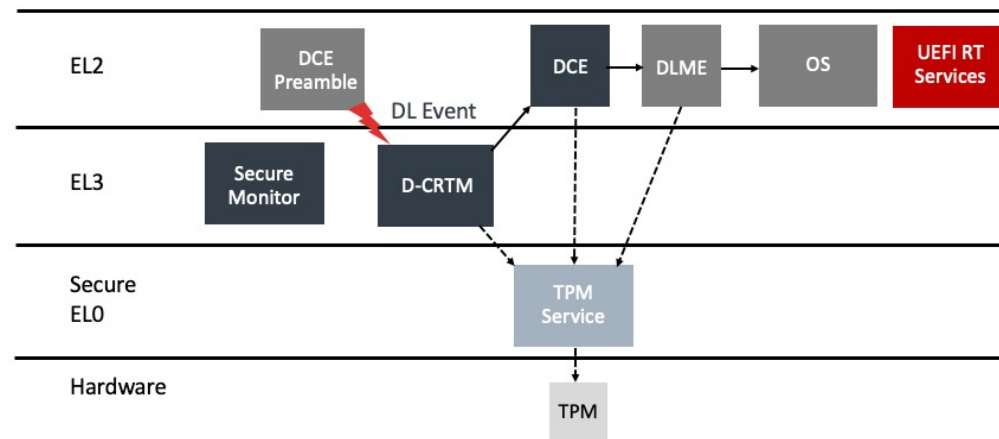 EL2
DCE
Preamble
DL Event
DCE
DLME
OS
UEFI RT
Services
EL3
Secure
Monitor
D-CRTM
Secure
EL0
TPM
Service
Hardware
TPM